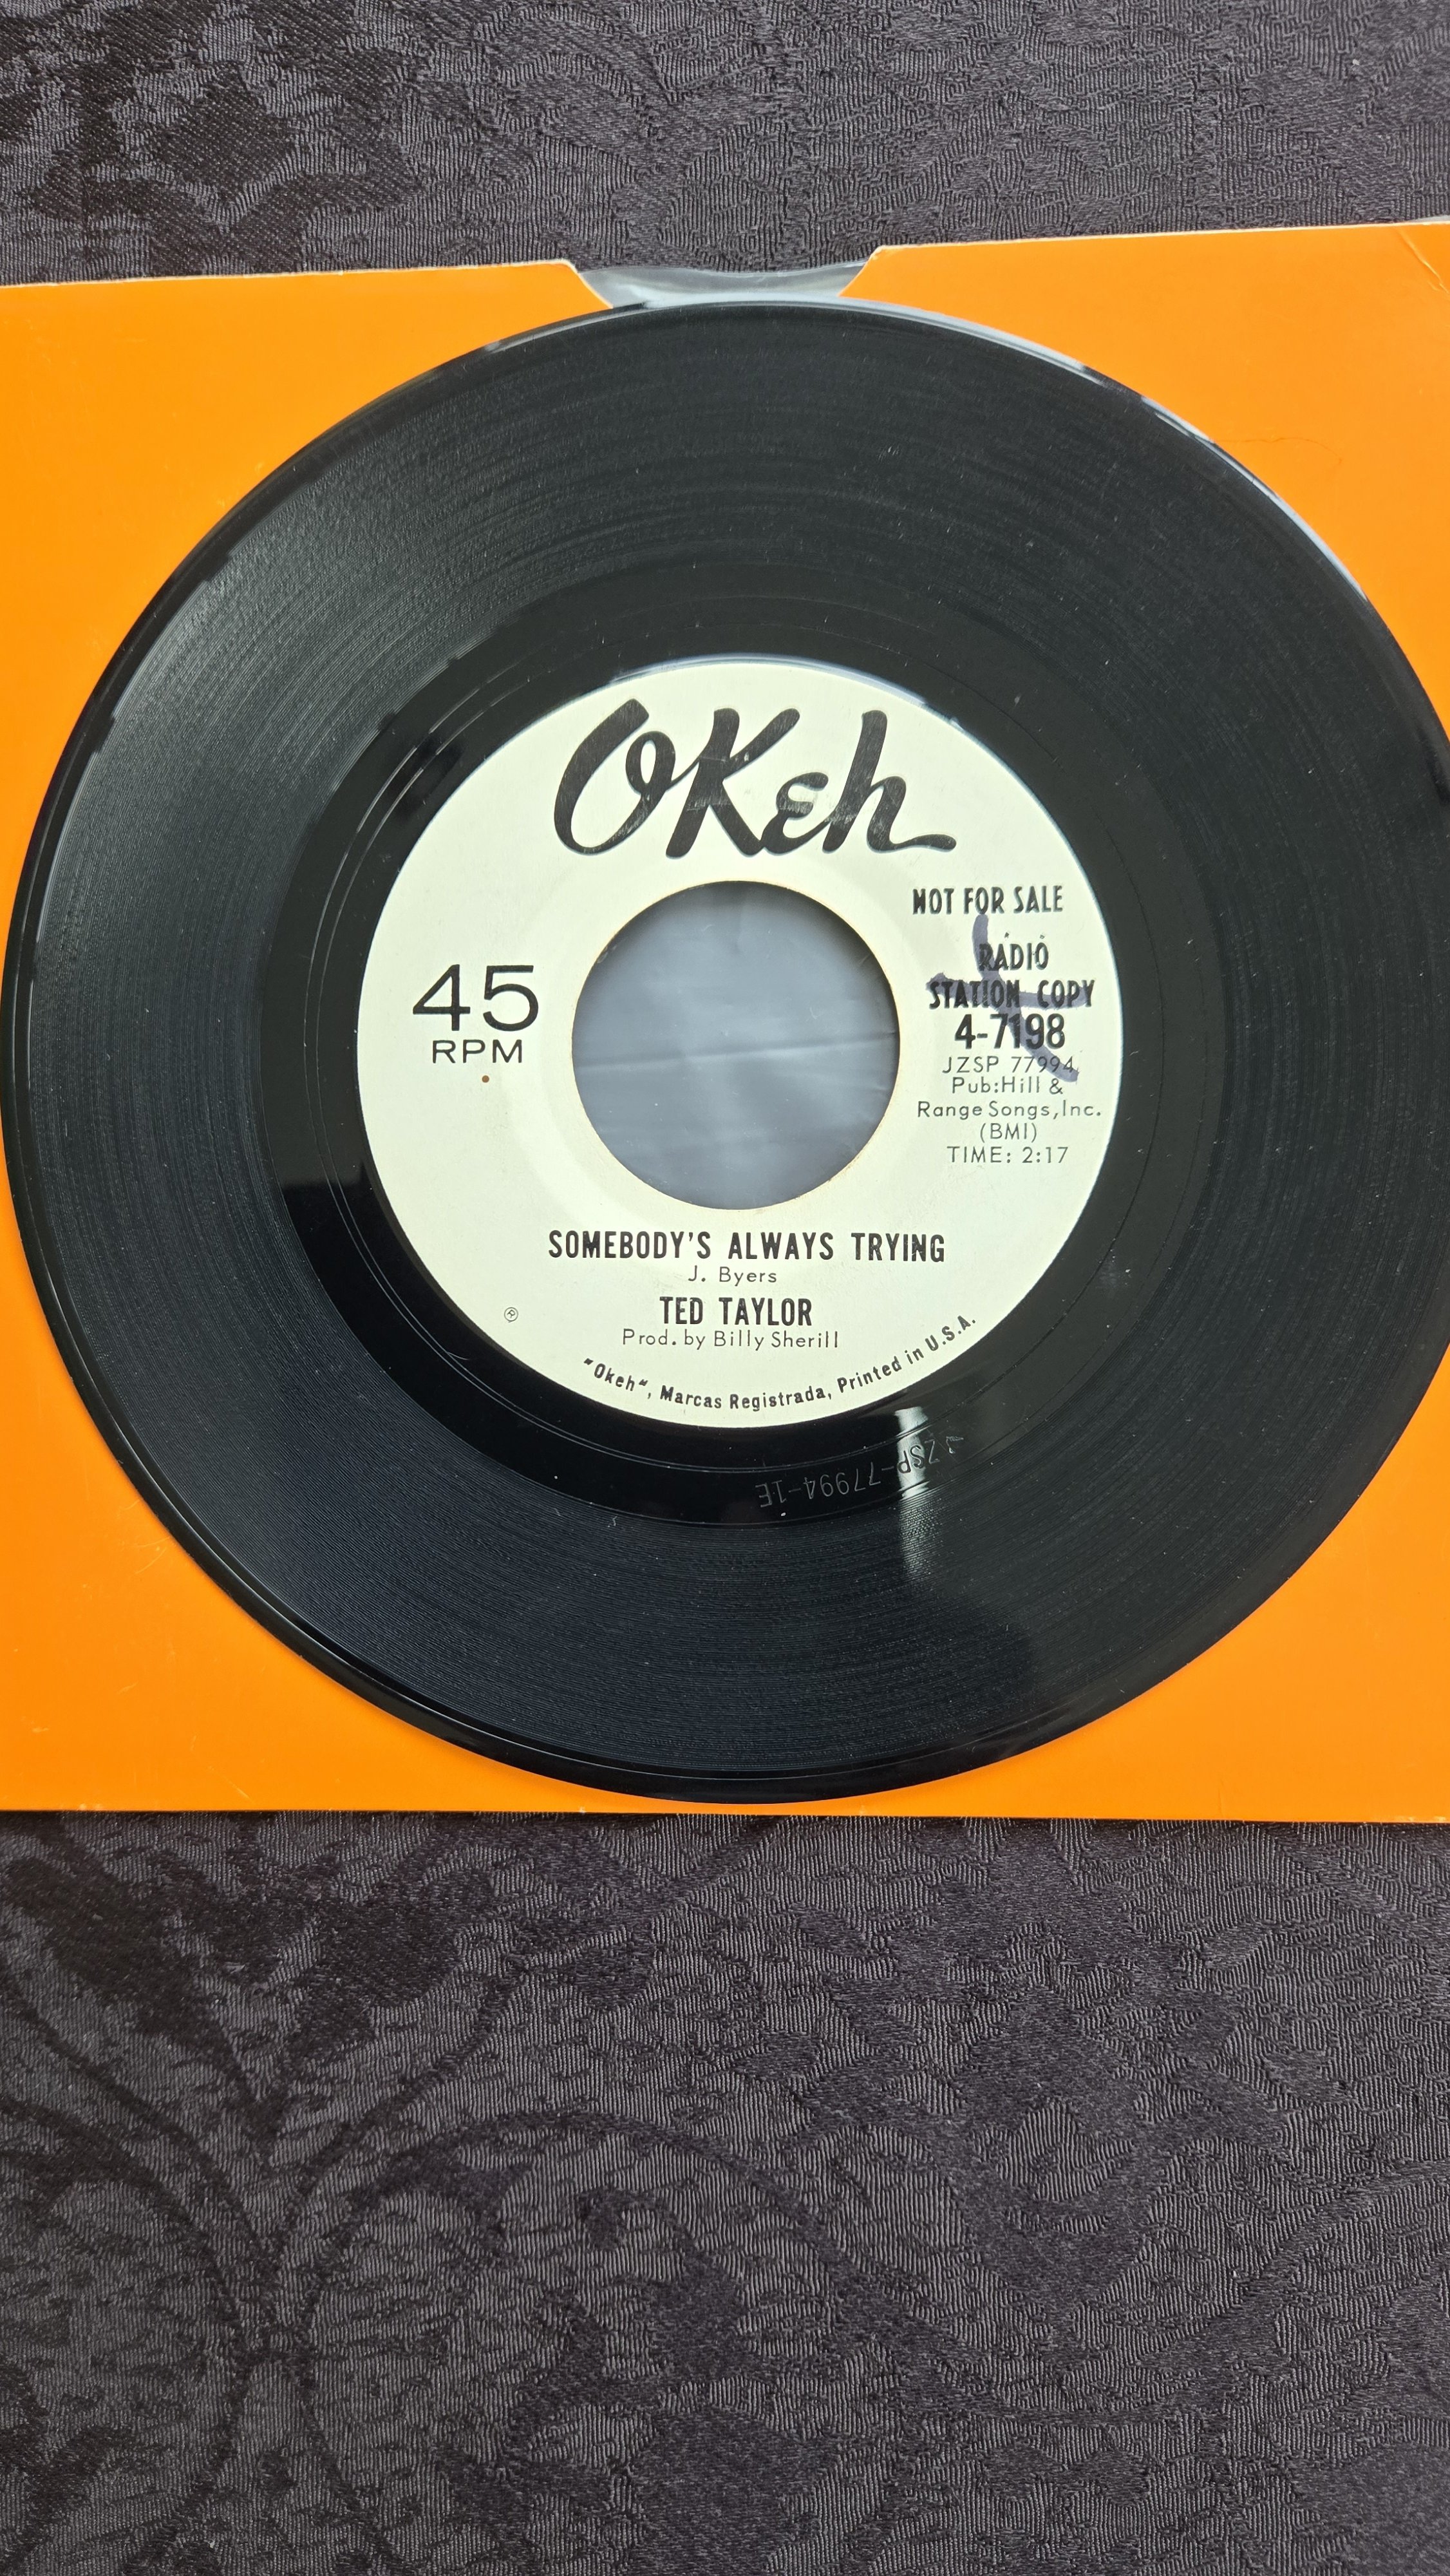 OKeh
NOT FOR SALE
RADIO
STATION COPY
4-7198
JZSP 77994
Pub:Hill &
Range Songs, Inc.
(BMI)
TIME: 2:17
45
RPM
SOMEBODY'S ALWAYS TRYING
J. Byers
TED TAYLOR
Prod. by Billy Sherill
®
"Okeh", Marcas Registrada, Printed in U.S.A.
JZSP-77994-1E